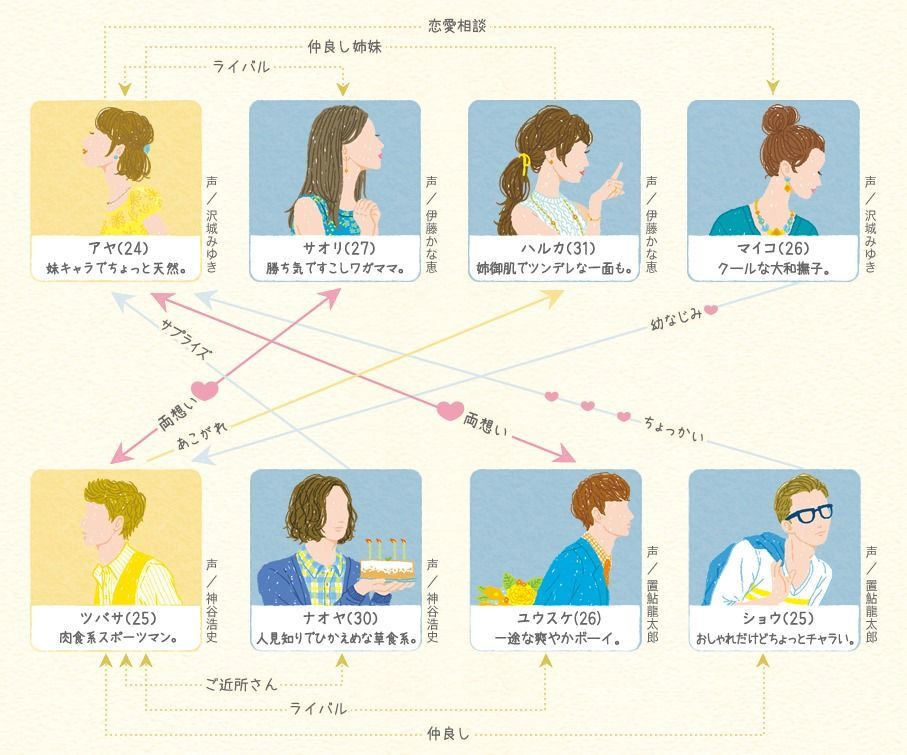 恋愛相談
仲良し姉妹
ライバル
声／沢城みゆき
声／伊藤かな恵
声／伊藤かな恵
声／沢城みゆき
アヤ(24)
妹キャラでちょっと天然。
サオリ(27)
勝ち気ですこしワガママ。
ハルカ(31)
姉御肌でツンデレな一面も。
マイコ(26)
クールな大和撫子。
サプライズ
幼なじみ
両想い
あこがれ
両想い
ちょっかい
声／神谷浩史
声／神谷浩史
声／置鮎龍太郎
声／置鮎龍太郎
ツバサ(25)
肉食系スポーツマン。
ナオヤ(30)
人見知りでひかえめな草食系。
ユウスケ(26)
一途な爽やかボーイ。
ショウ(25)
おしゃれだけどちょっとチャラい。
ご近所さん
ライバル
仲良し